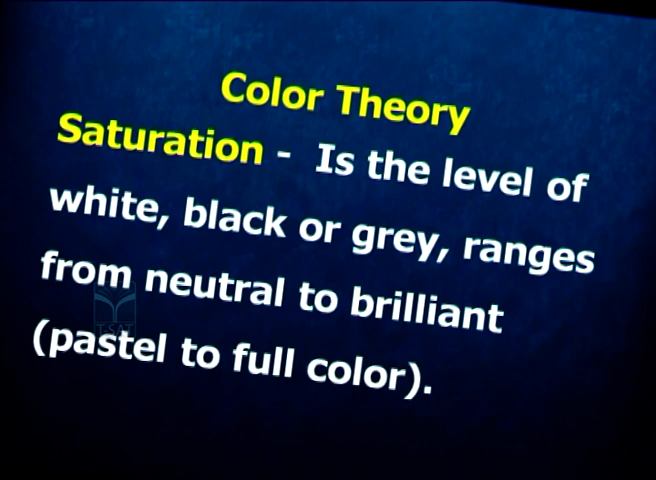 Color Theory
Saturation - Is the level of
white, black or grey, ranges
from neutral to brilliant
(pastel to full color).
T-SAT